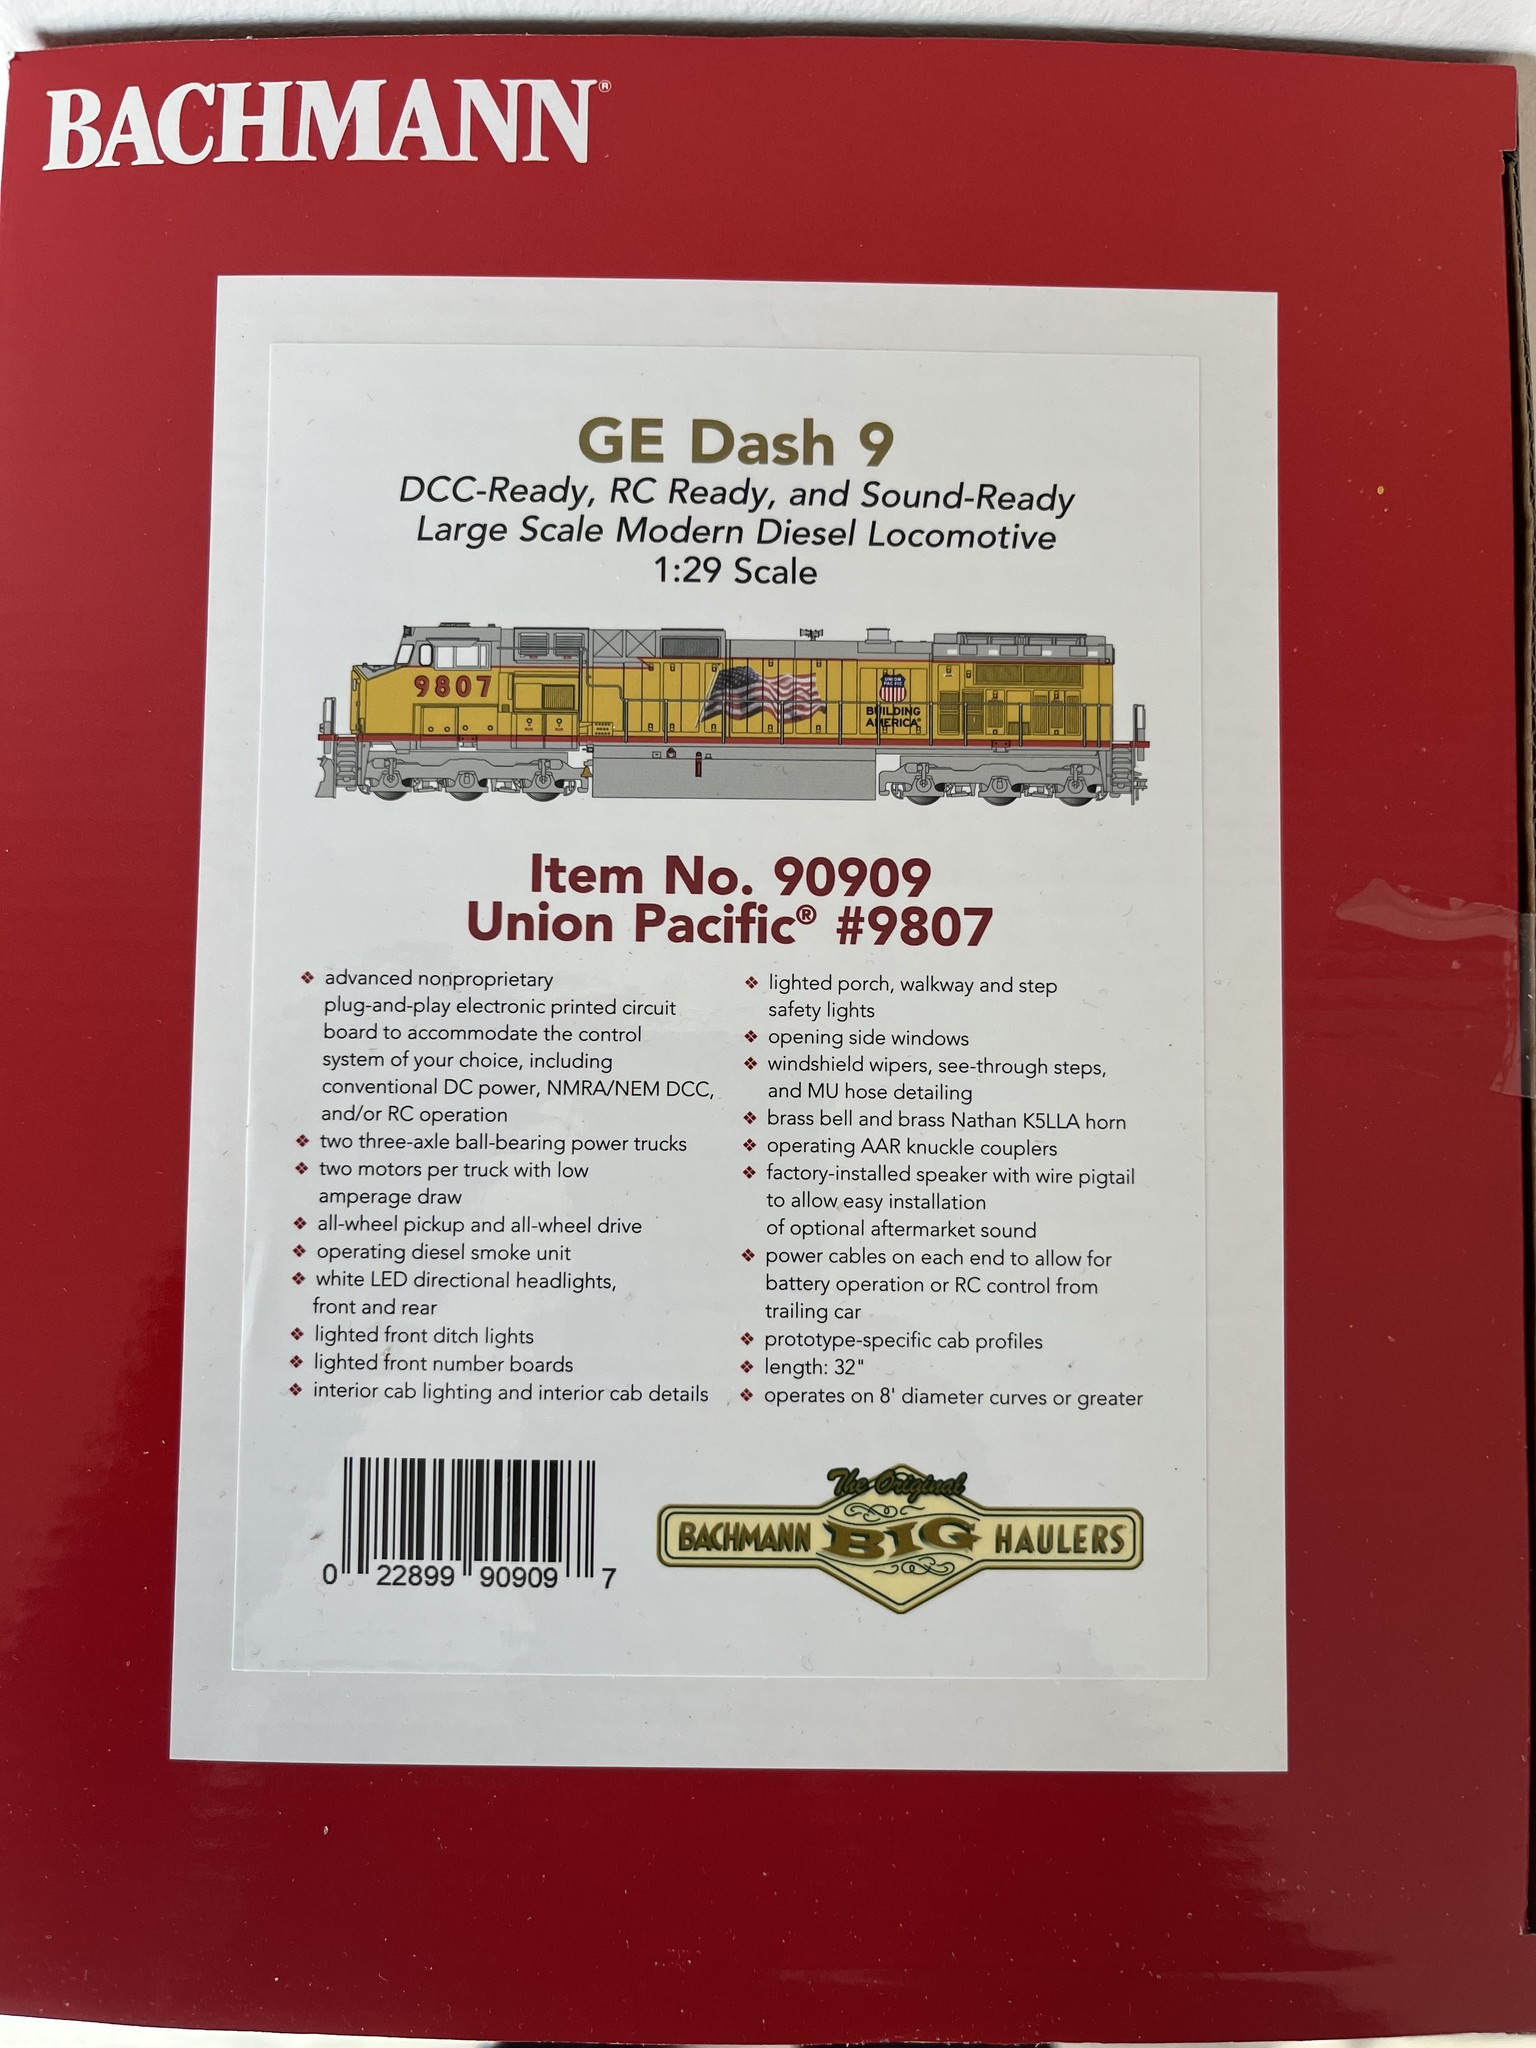 BACHMANN®
GE Dash 9
DCC-Ready, RC Ready, and Sound-Ready
Large Scale Modern Diesel Locomotive
1:29 Scale
9807
UNION
PACIFIC
BUILDING
AMERICA®
Item No. 90909
Union Pacific® #9807
❖ advanced nonproprietary
plug-and-play electronic printed circuit
board to accommodate the control
system of your choice, including
conventional DC power, NMRA/NEM DCC,
and/or RC operation
❖ two three-axle ball-bearing power trucks
❖ two motors per truck with low
amperage draw
❖ all-wheel pickup and all-wheel drive
❖ operating diesel smoke unit
❖ white LED directional headlights,
front and rear
❖ lighted front ditch lights
❖ lighted front number boards
❖ interior cab lighting and interior cab details
❖ lighted porch, walkway and step
safety lights
❖ opening side windows
❖ windshield wipers, see-through steps,
and MU hose detailing
❖ brass bell and brass Nathan K5LLA horn
❖ operating AAR knuckle couplers
❖ factory-installed speaker with wire pigtail
to allow easy installation
of optional aftermarket sound
❖ power cables on each end to allow for
battery operation or RC control from
trailing car
❖ prototype-specific cab profiles
❖ length: 32"
❖ operates on 8' diameter curves or greater
0 22899 90909 7
The Original
BACHMANN BIG HAULERS